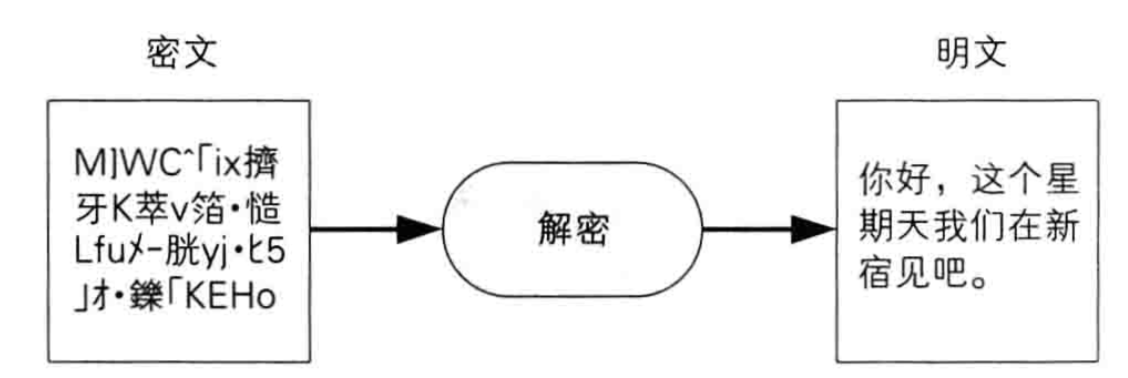 密文
明文
M]WC^「ix擠
牙K萃v箔・慥
Lfuﾒｰ胱yj・ﾋ5
」ｵ・鑠「KEHo
解密
你好，这个星
期天我们在新
宿见吧。